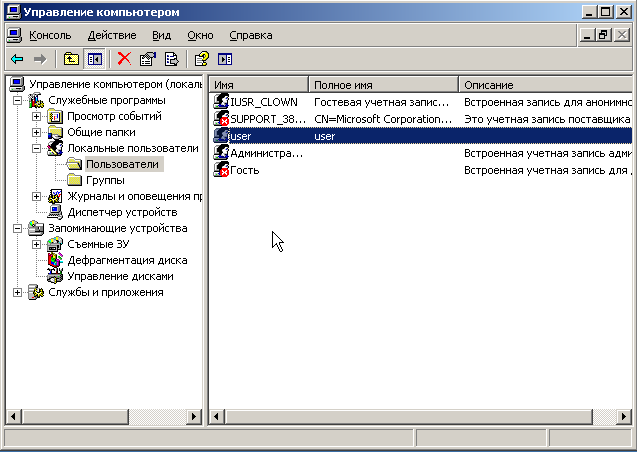 Управление компьютером
Консоль Действие Вид Окно Справка
Управление компьютером (локаль
Служебные программы
Просмотр событий
Общие папки
Локальные пользователи
Пользователи
Группы
Журналы и оповещения пр
Диспетчер устройств
Запоминающие устройства
Съемные ЗУ
Дефрагментация диска
Управление дисками
Службы и приложения
Имя Полное имя Описание
IUSR_CLOWN Гостевая учетная запис... Встроенная запись для анонимно
SUPPORT_38... CN=Microsoft Corporation... Это учетная запись поставщика
user user
Администра... Встроенная учетная запись адми
Гость Встроенная учетная запись для